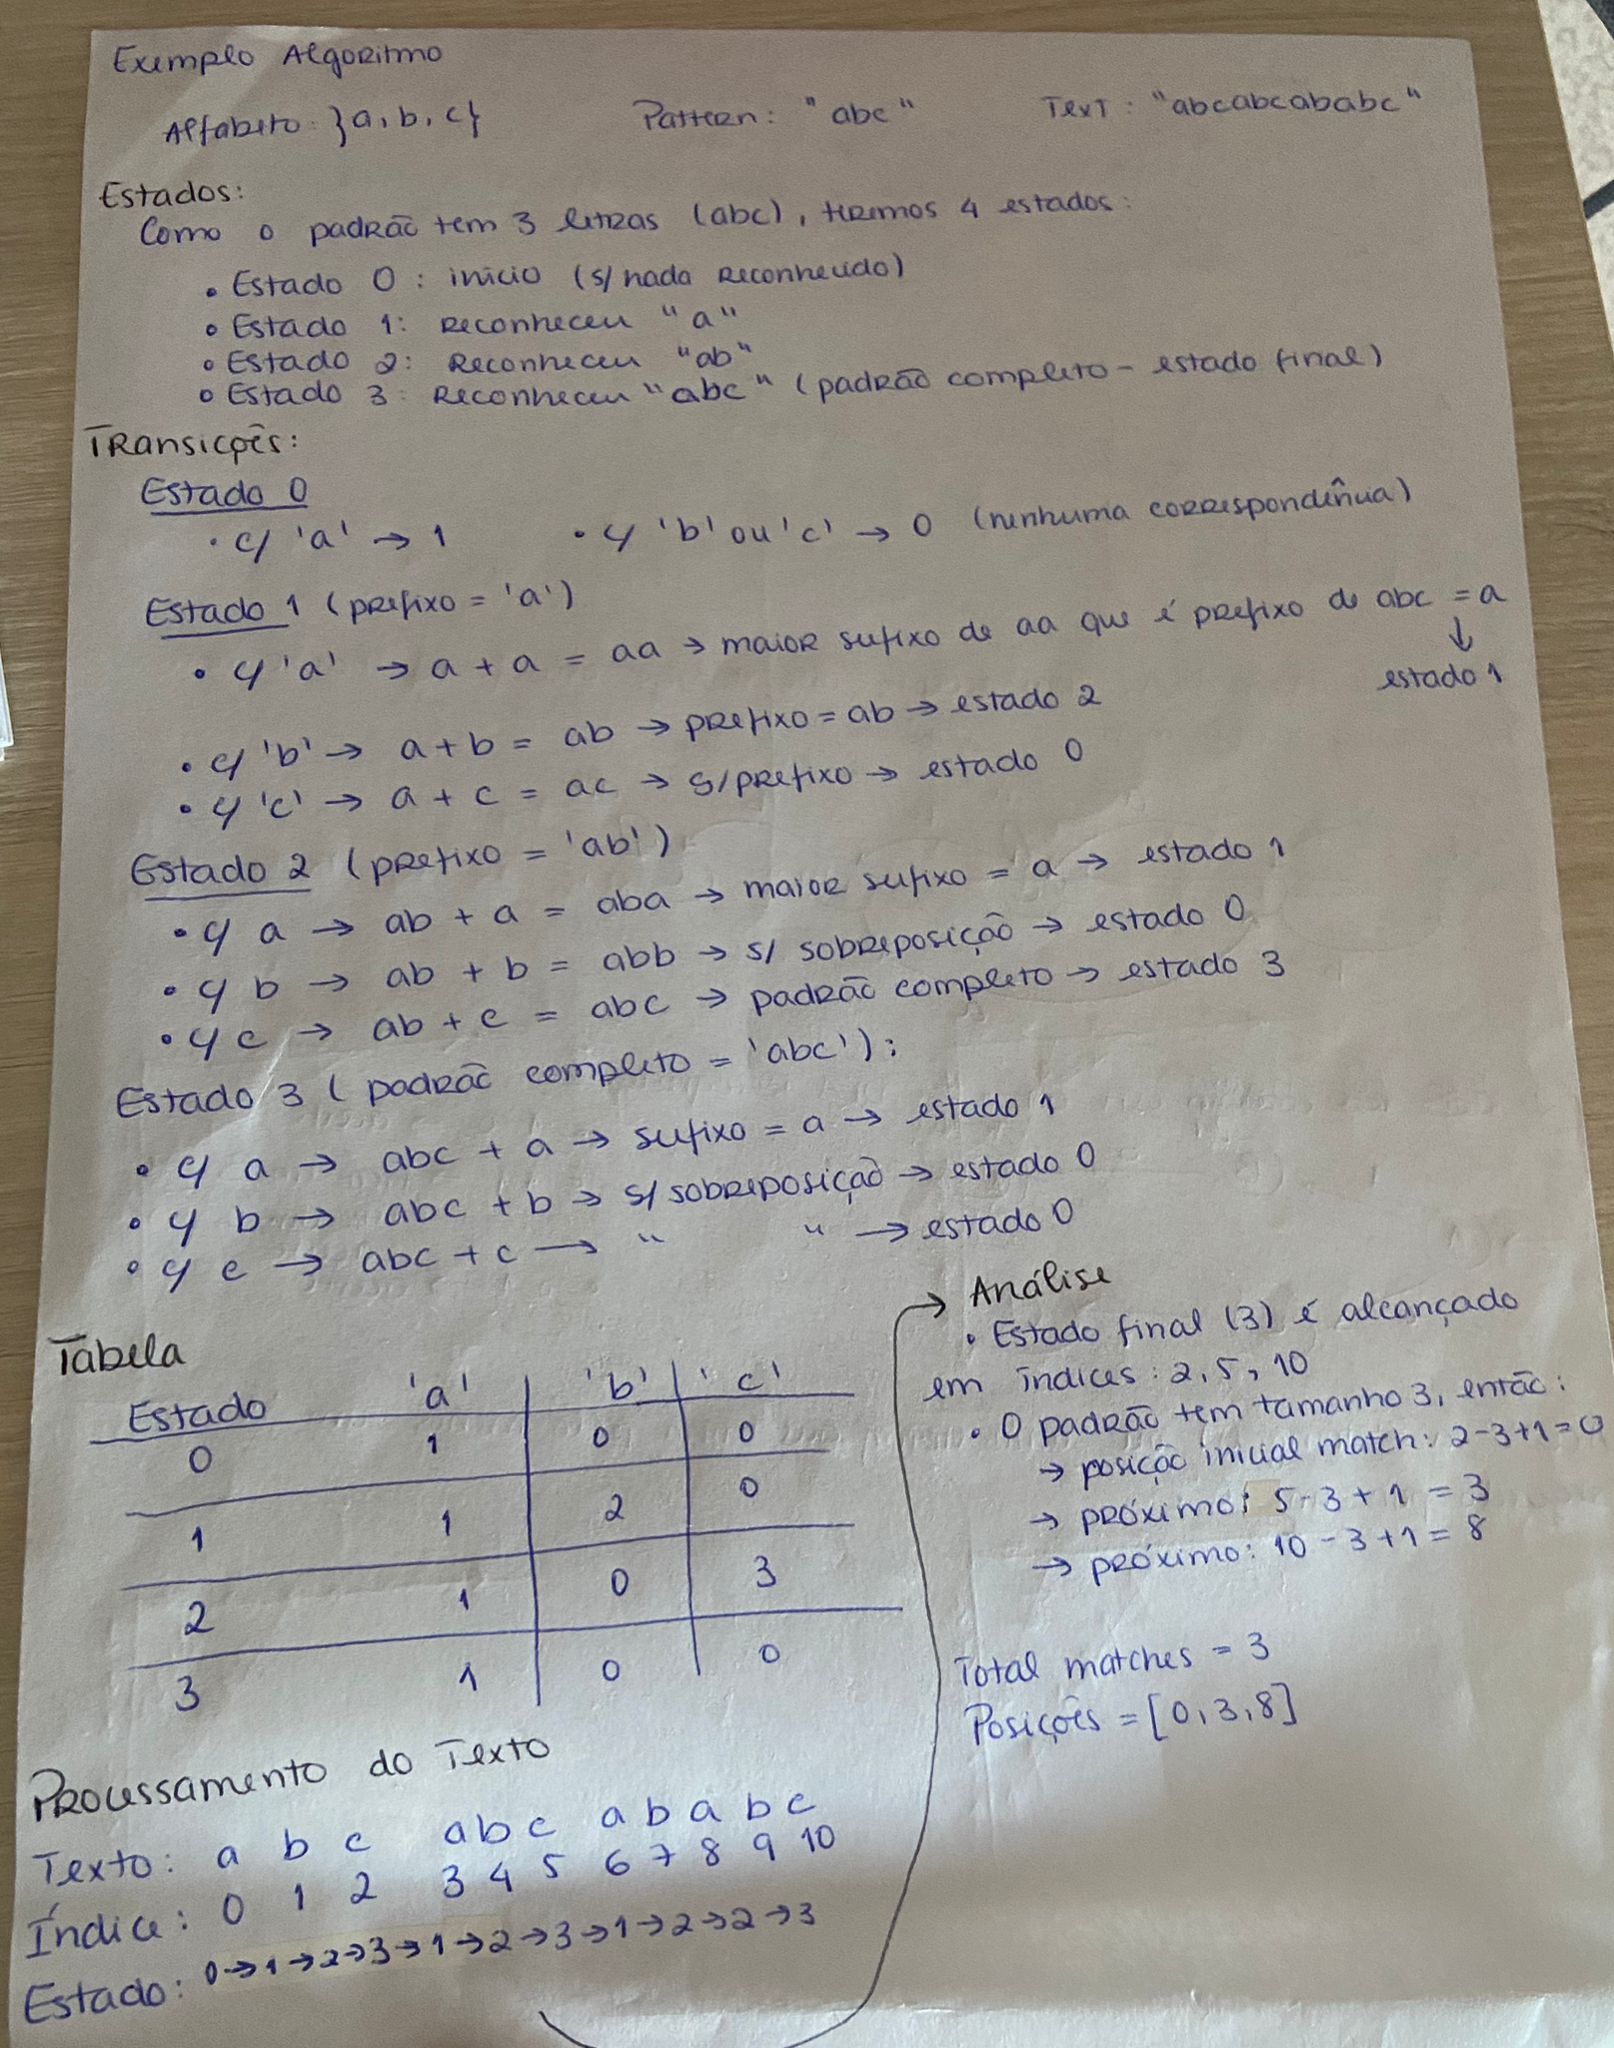 Exemplo Algoritmo
Alfabeto: }a, b, c{ Pattern: "abc" Text: "abcabcababc"
Estados:
Como o padrão tem 3 letras (abc), teremos 4 estados:
• Estado 0: início (s/ nada reconhecido)
• Estado 1: reconheceu "a"
• Estado 2: reconheceu "ab"
• Estado 3: reconheceu "abc" (padrão completo - estado final)
Transições:
Estado 0
• c/ 'a' → 1 • c/ 'b' ou 'c' → 0 (nenhuma correspondência)
Estado 1 (prefixo = 'a')
• c/ 'a' → a + a = aa → maior sufixo de aa que é prefixo de abc = a
↓
estado 1
• c/ 'b' → a + b = ab → prefixo = ab → estado 2
• c/ 'c' → a + c = ac → s/ prefixo → estado 0
Estado 2 (prefixo = 'ab')
• c/ a → ab + a = aba → maior sufixo = a → estado 1
• c/ b → ab + b = abb → s/ sobreposição → estado 0
• c/ c → ab + c = abc → padrão completo → estado 3
Estado 3 (padrão completo = 'abc'):
• c/ a → abc + a → sufixo = a → estado 1
• c/ b → abc + b → s/ sobreposição → estado 0
• c/ c → abc + c → " " → estado 0
Tabela
Estado 'a' 'b' 'c'
0 1 0 0
1 1 2 0
2 1 0 3
3 1 0 0
Processamento do Texto
Texto: a b c a b c a b a b c
Índice: 0 1 2 3 4 5 6 7 8 9 10
Estado: 0→1→2→3→1→2→3→1→2→2→3
→ Análise
• Estado final (3) é alcançado
em índices: 2, 5, 10
• O padrão tem tamanho 3, então:
→ posição inicial match: 2-3+1=0
→ próximo: 5-3+1 = 3
→ próximo: 10-3+1 = 8
Total matches = 3
Posições = [0,3,8]